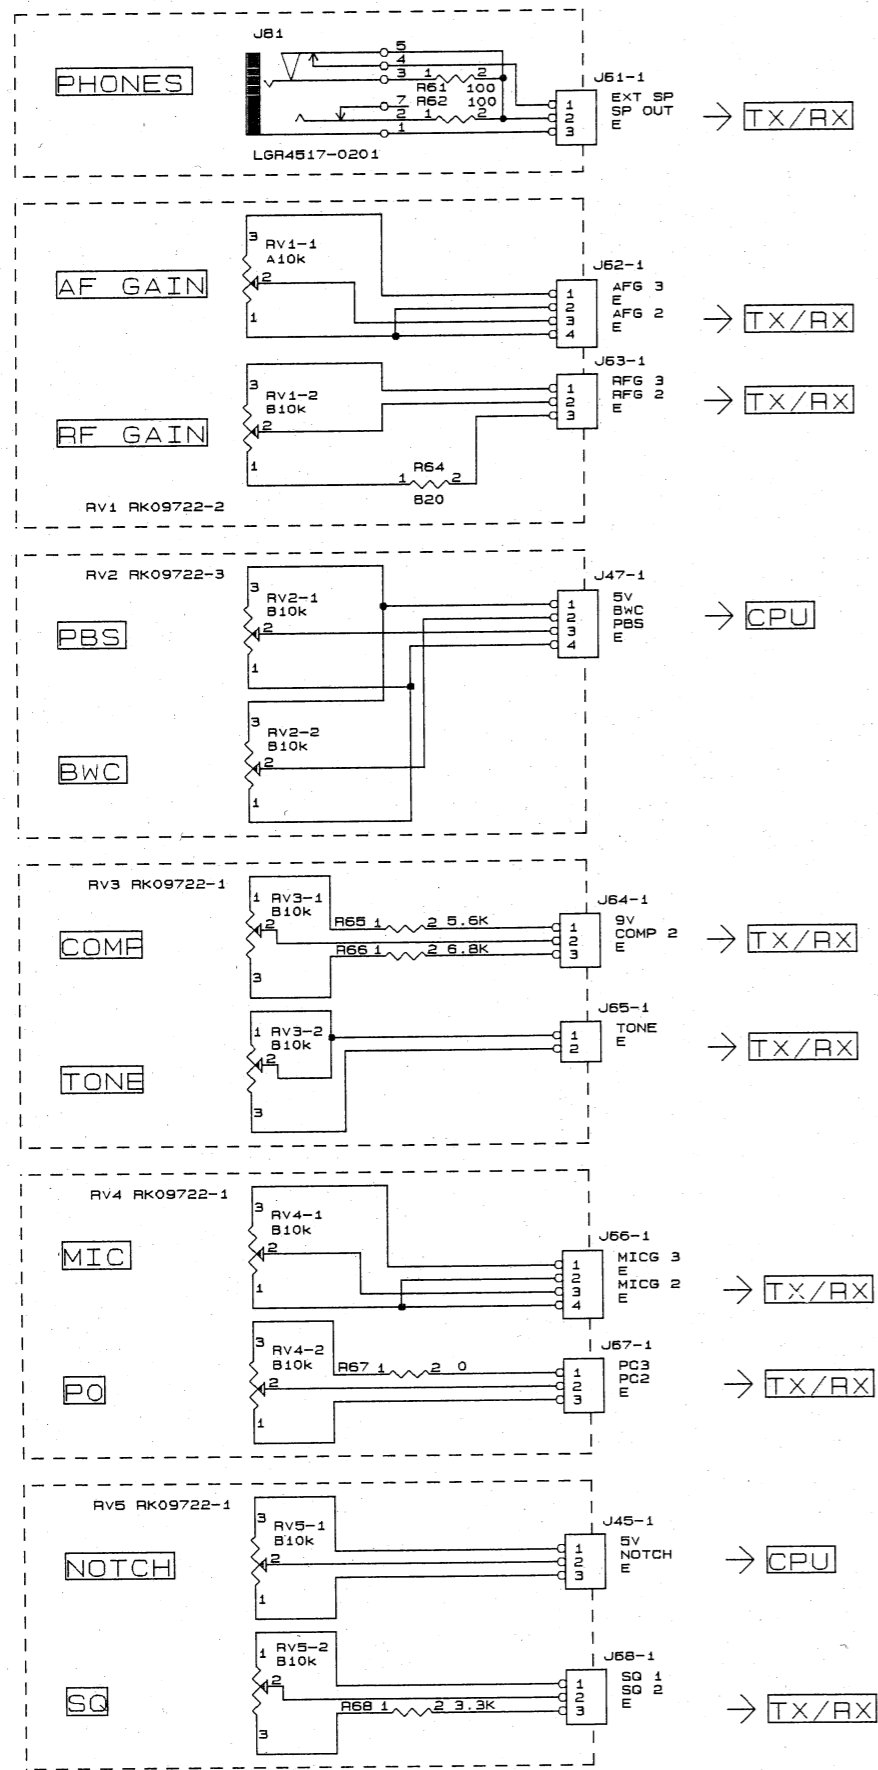 J81
PHONES
5
4
3 1 2
R61 100
7 R62 100
2 1 2
1
LGR4517-0201
J61-1
1 EXT SP
2 SP OUT
3 E
TX/RX
AF GAIN
3
RV1-1
A10k
2
1
J62-1
1 AFG 3
2 E
3 AFG 2
4 E
TX/RX
RF GAIN
3
RV1-2
B10k
2
1
R64
1 2
820
J63-1
1 RFG 3
2 RFG 2
3 E
TX/RX
RV1 RK09722-2
RV2 RK09722-3
PBS
3
RV2-1
B10k
2
1
J47-1
1 5V
2 BWC
3 PBS
4 E
CPU
BWC
3
RV2-2
B10k
2
1
RV3 RK09722-1
COMP
1 RV3-1
B10k
2
3
R65 1 2 5.6K
R66 1 2 6.8K
J64-1
1 9V
2 COMP 2
3 E
TX/RX
TONE
1 RV3-2
B10k
2
3
J65-1
1 TONE
2 E
TX/RX
RV4 RK09722-1
MIC
3
RV4-1
B10k
2
1
J66-1
1 MICG 3
2 E
3 MICG 2
4 E
TX/RX
PO
3
RV4-2
B10k
2
1
R67 1 2 0
J67-1
1 PC3
2 PC2
3 E
TX/RX
RV5 RK09722-1
NOTCH
3
RV5-1
B10k
2
1
J45-1
1 5V
2 NOTCH
3 E
CPU
SQ
1 RV5-2
B10k
2
3
R68 1 2 3.3K
J68-1
1 SQ 1
2 SQ 2
3 E
TX/RX